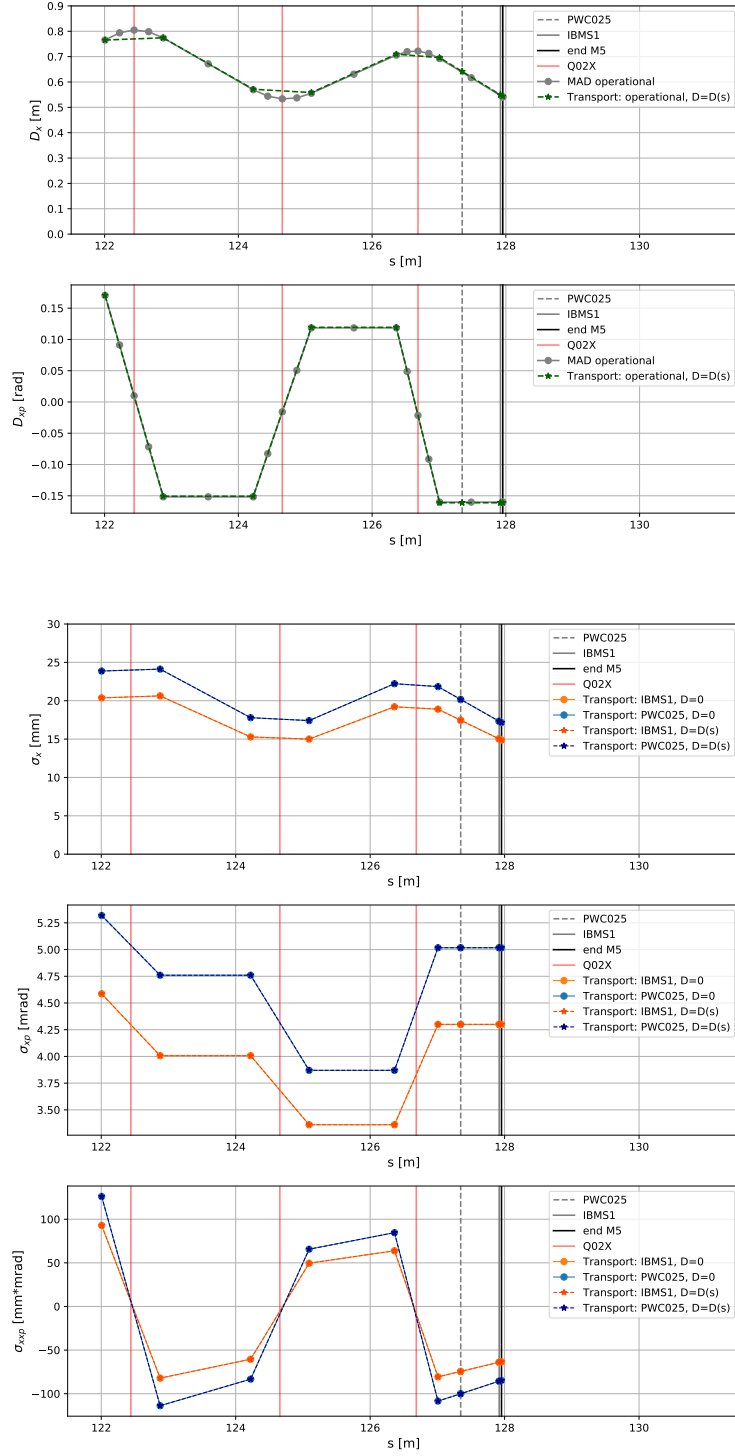 0.9
0.8
0.7
0.6
0.5
0.4
0.3
0.2
0.1
0.0
D_x [m]
122 124 126 128 130
s [m]
PWC025
IBMS1
end M5
Q02X
MAD operational
Transport: operational, D=D(s)
0.15
0.10
0.05
0.00
−0.05
−0.10
−0.15
D_xp [rad]
122 124 126 128 130
s [m]
PWC025
IBMS1
end M5
Q02X
MAD operational
Transport: operational, D=D(s)
30
25
20
15
10
5
0
σ_x [mm]
122 124 126 128 130
s [m]
PWC025
IBMS1
end M5
Q02X
Transport: IBMS1, D=0
Transport: PWC025, D=0
Transport: IBMS1, D=D(s)
Transport: PWC025, D=D(s)
5.25
5.00
4.75
4.50
4.25
4.00
3.75
3.50
σ_xp [mrad]
122 124 126 128 130
s [m]
PWC025
IBMS1
end M5
Q02X
Transport: IBMS1, D=0
Transport: PWC025, D=0
Transport: IBMS1, D=D(s)
Transport: PWC025, D=D(s)
100
50
0
−50
−100
σ_xxp [mm*mrad]
122 124 126 128 130
s [m]
PWC025
IBMS1
end M5
Q02X
Transport: IBMS1, D=0
Transport: PWC025, D=0
Transport: IBMS1, D=D(s)
Transport: PWC025, D=D(s)